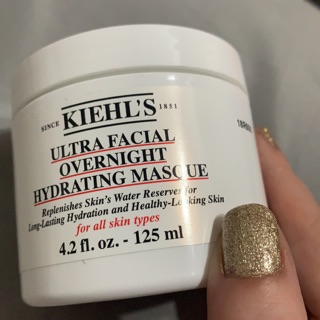 SINCE KIEHL'S 1851
ULTRA FACIAL
OVERNIGHT
HYDRATING MASQUE
Replenishes Skin's Water Reserve for
Long-Lasting Hydration and Healthy-Looking Skin
for all skin types
4.2 fl. oz. - 125 ml